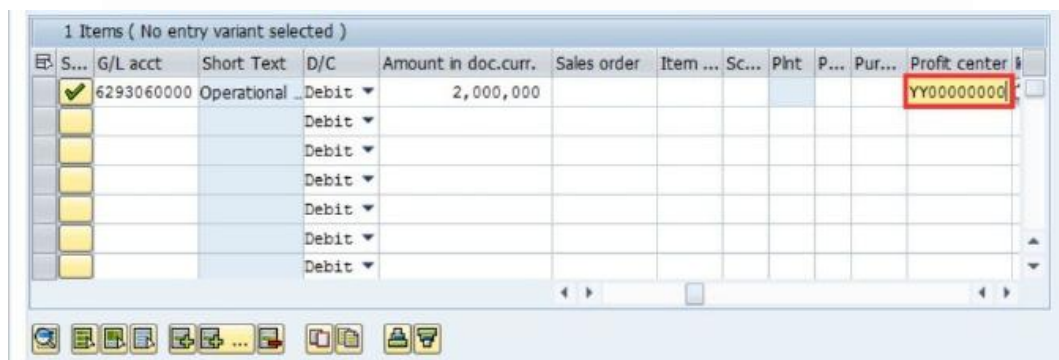 1 Items ( No entry variant selected )
S... G/L acct Short Text D/C Amount in doc.curr. Sales order Item ... Sc... Plnt P... Pur... Profit center
6293060000 Operational Debit 2,000,000 YY00000000
Debit
Debit
Debit
Debit
Debit
Debit
...